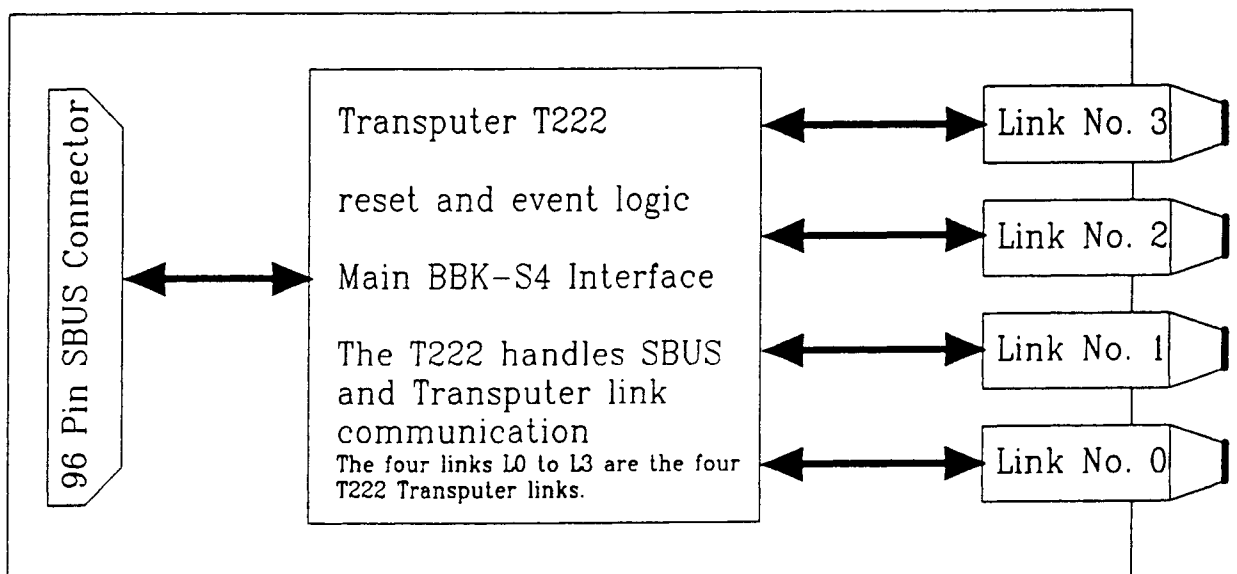 96 Pin SBUS Connector
Transputer T222
reset and event logic
Main BBK-S4 Interface
The T222 handles SBUS
and Transputer link
communication
The four links L0 to L3 are the four
T222 Transputer links.
Link No. 3
Link No. 2
Link No. 1
Link No. 0